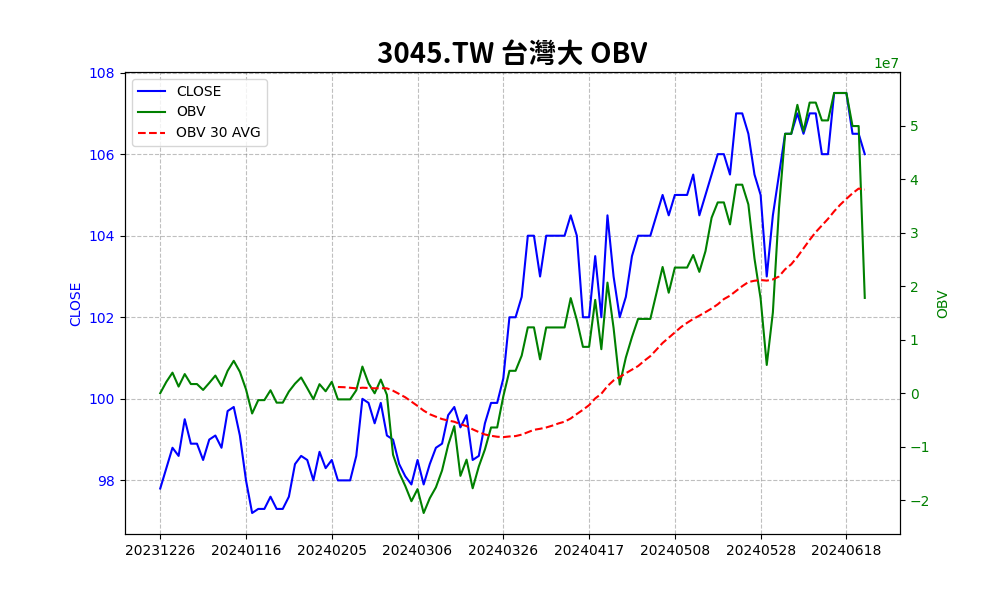 3045.TW 台灣大 OBV
1e7
CLOSE
OBV
OBV 30 AVG
108
106
104
102
100
98
CLOSE
5
4
3
2
1
0
−1
−2
OBV
20231226 20240116 20240205 20240306 20240326 20240417 20240508 20240528 20240618